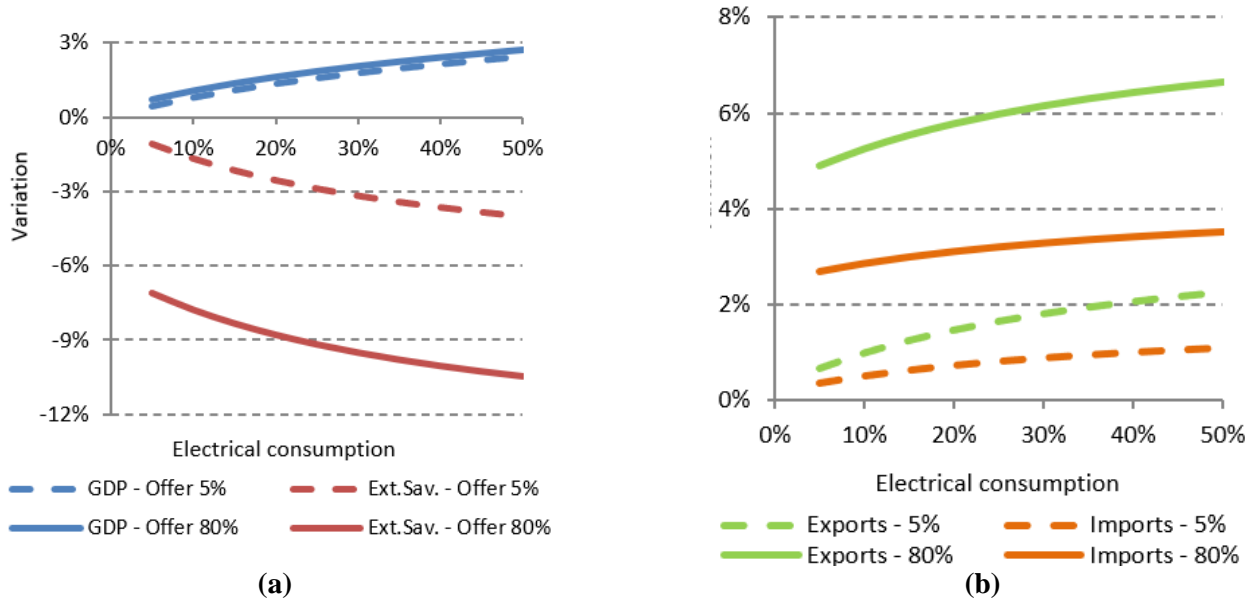 3%
0%
0% 10% 20% 30% 40% 50%
-3%
-6%
-9%
-12%
Variation
Electrical consumption
GDP - Offer 5% Ext.Sav. - Offer 5%
GDP - Offer 80% Ext.Sav. - Offer 80%
(a)
8%
6%
4%
2%
0%
0% 10% 20% 30% 40% 50%
Electrical consumption
Exports - 5% Imports - 5%
Exports - 80% Imports - 80%
(b)